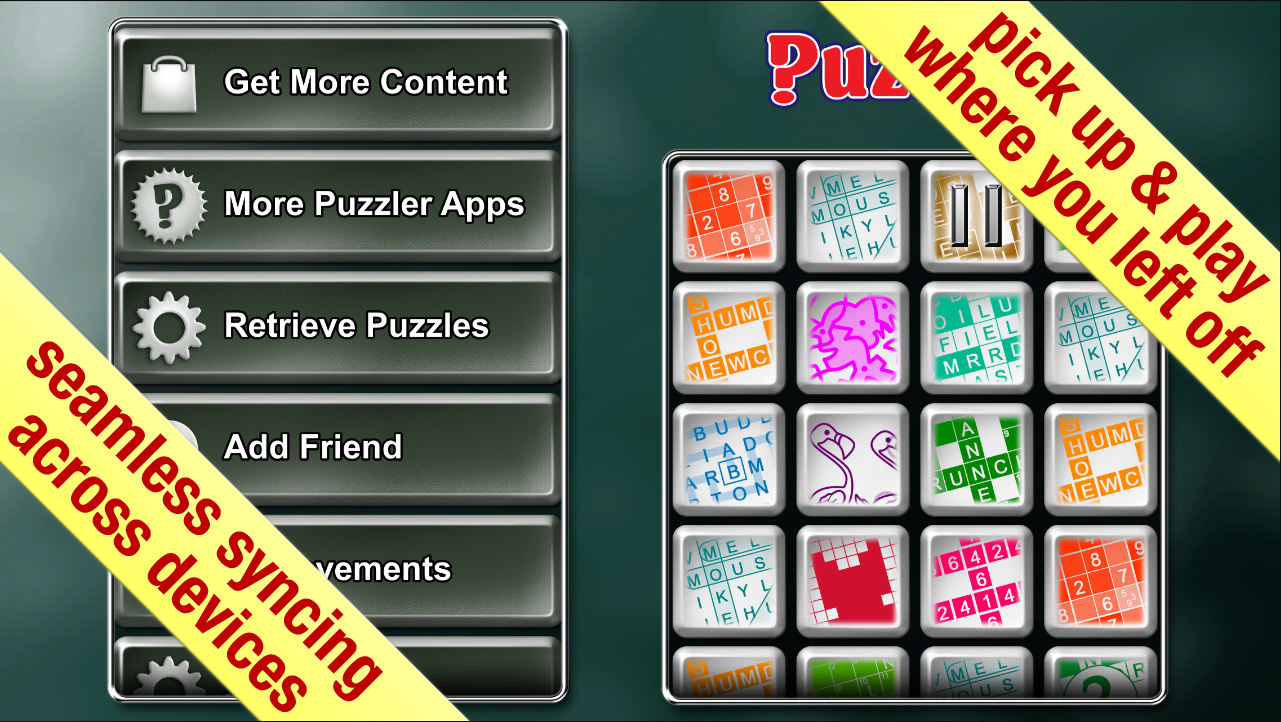 Get More Content
More Puzzler Apps
Retrieve Puzzles
Add Friend
seamless syncing
across devices
pick up & play
where you left off